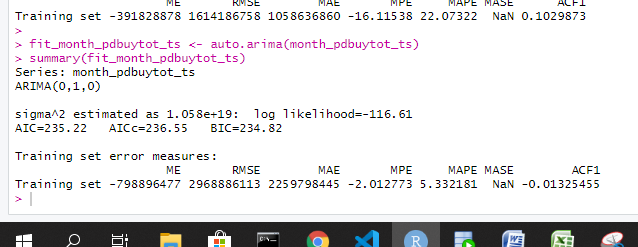 ME RMSE MAE MPE MAPE MASE ACF1
Training set -391828878 1614186758 1058636860 -16.11538 22.07322 NaN 0.1029873
>
> fit_month_pdbuytot_ts <- auto.arima(month_pdbuytot_ts)
> summary(fit_month_pdbuytot_ts)
Series: month_pdbuytot_ts
ARIMA(0,1,0)
sigma^2 estimated as 1.058e+19: log likelihood=-116.61
AIC=235.22 AICc=236.55 BIC=234.82
Training set error measures:
ME RMSE MAE MPE MAPE MASE ACF1
Training set -798896477 2968886113 2259798445 -2.012773 5.332181 NaN -0.01325455
>